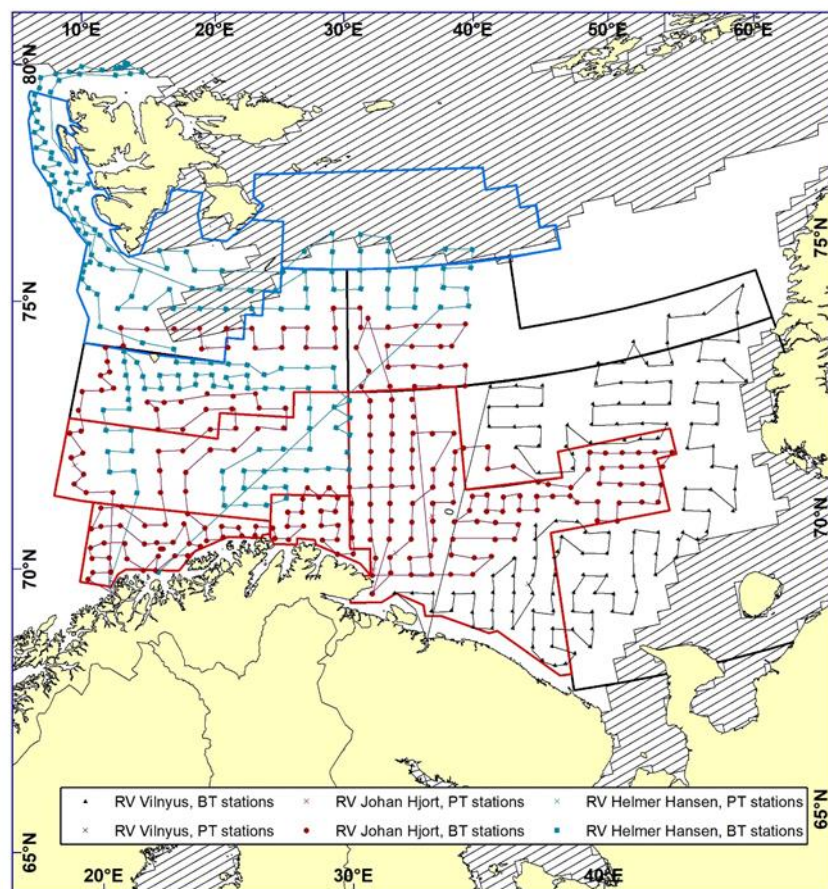 10°E 20°E 30°E 40°E 50°E 60°E
80°N
75°N 75°N
70°N 70°N
RV Vilnyus, BT stations RV Johan Hjort, PT stations RV Helmer Hansen, PT stations
RV Vilnyus, PT stations RV Johan Hjort, BT stations RV Helmer Hansen, BT stations
65°N 65°N
20°E 30°E 40°E